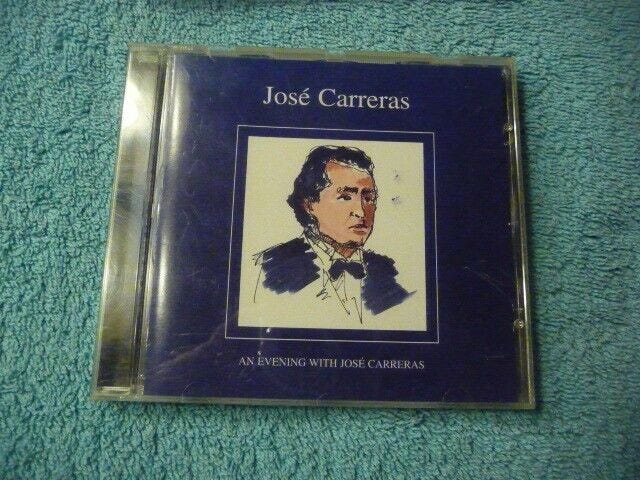 José Carreras
AN EVENING WITH JOSÉ CARRERAS